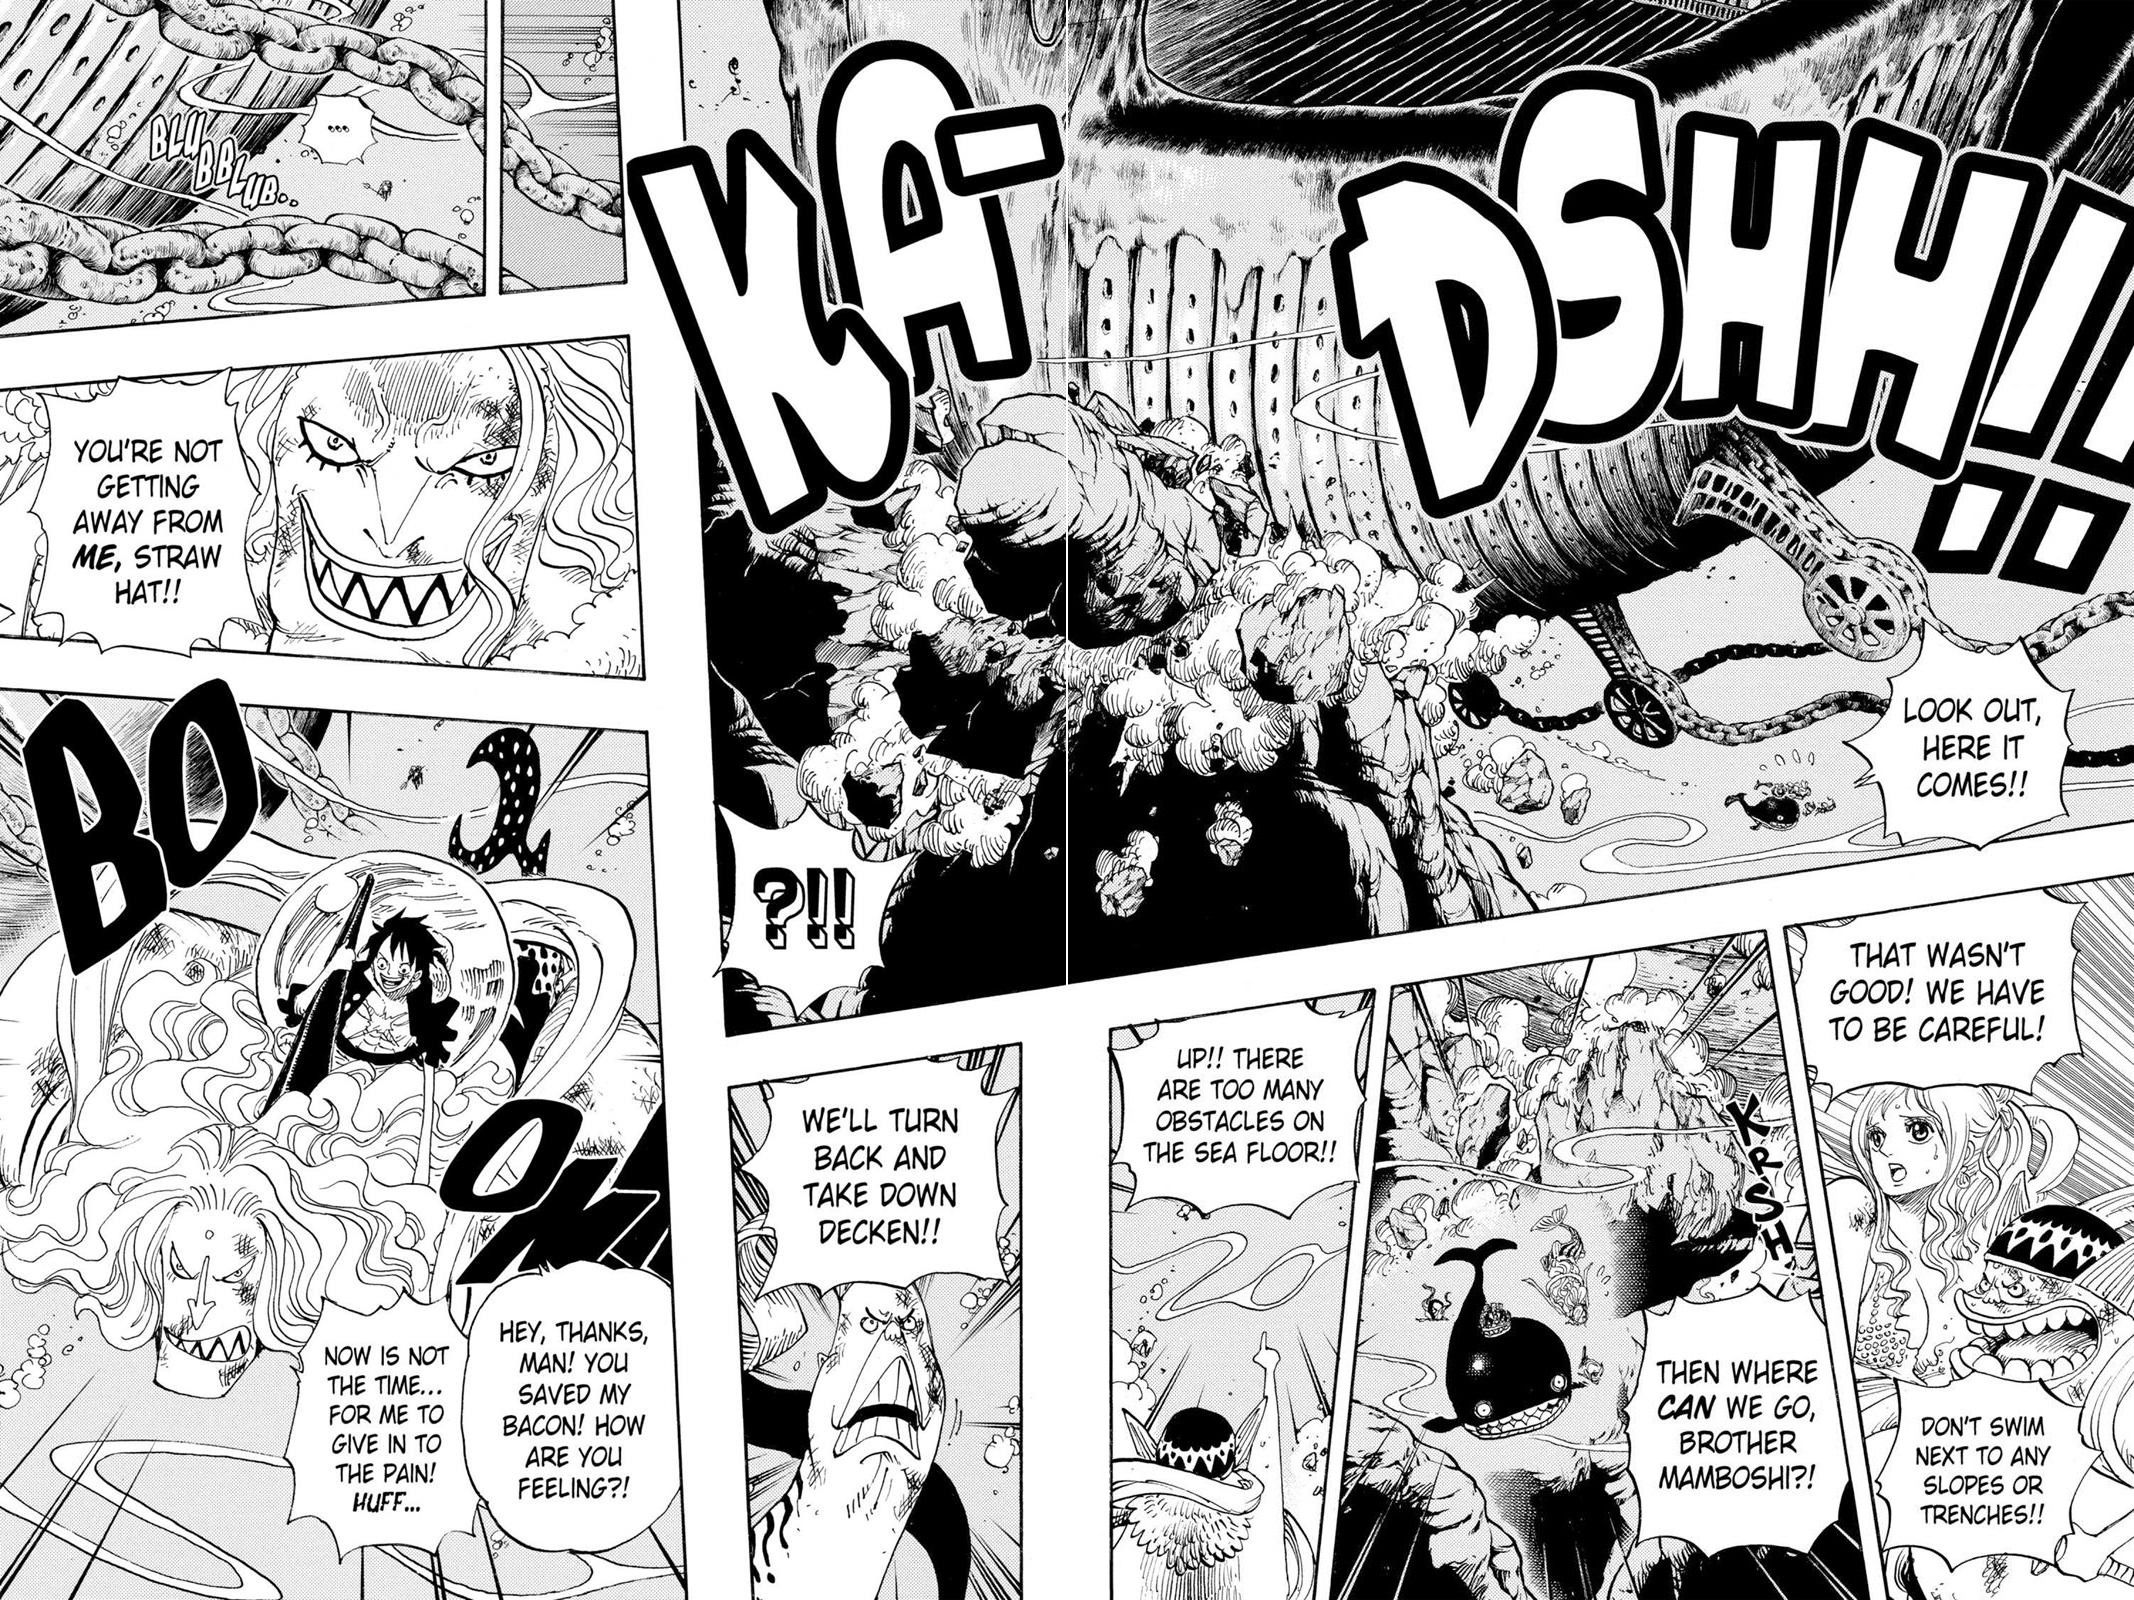 KA-
DSHH!!
LOOK OUT,
HERE IT
COMES!!
?!!
THAT WASN'T
GOOD! WE HAVE
TO BE CAREFUL!
DON'T SWIM
NEXT TO ANY
SLOPES OR
TRENCHES!!
KRSHH
THEN WHERE
CAN WE GO,
BROTHER
MAMBOSHI?!
UP!! THERE
ARE TOO MANY
OBSTACLES ON
THE SEA FLOOR!!
WE'LL TURN
BACK AND
TAKE DOWN
DECKEN!!
...
BLUBBLUB..
YOU'RE NOT
GETTING
AWAY FROM
ME, STRAW
HAT!!
BO
OM
HEY, THANKS,
MAN! YOU
SAVED MY
BACON! HOW
ARE YOU
FEELING?!
NOW IS NOT
THE TIME...
FOR ME TO
GIVE IN TO
THE PAIN!
HUFF...